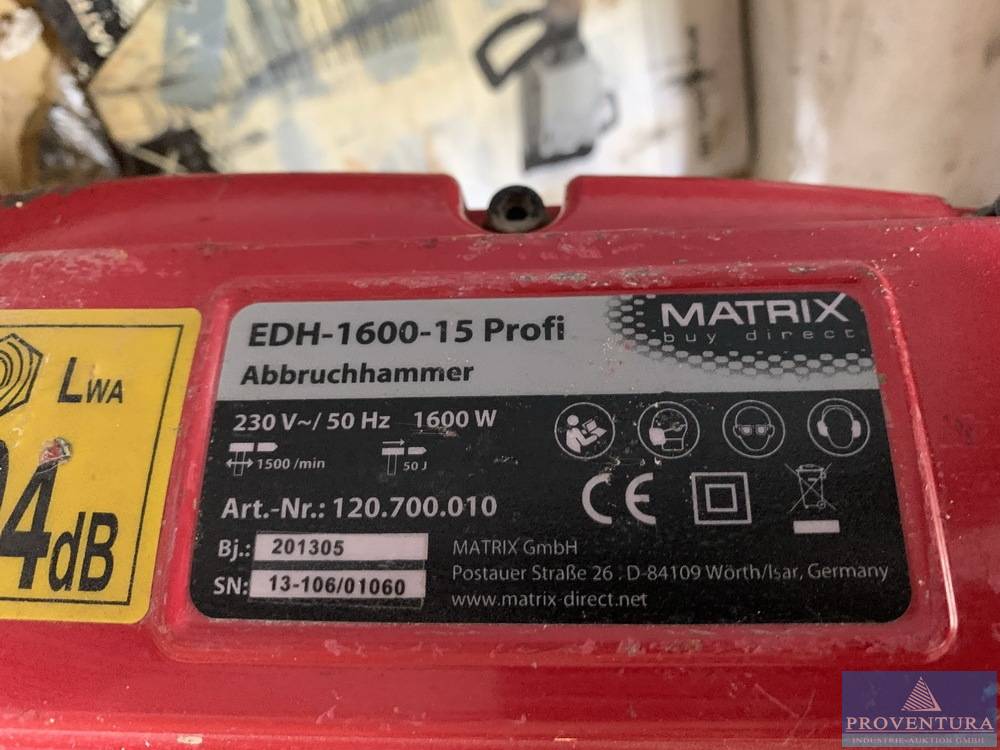 EDH-1600-15 Profi
Abbruchhammer
MATRIX
buy direct
230 V~/ 50 Hz 1600 W
1500 /min 50 J
Art.-Nr.: 120.700.010
Bj.: 201305
SN: 13-106/01060
MATRIX GmbH
Postauer Straße 26 . D-84109 Wörth/Isar, Germany
www.matrix-direct.net
CE
LWA
4dB
PROVENTURA
INDUSTRIE-AUKTION GMBH